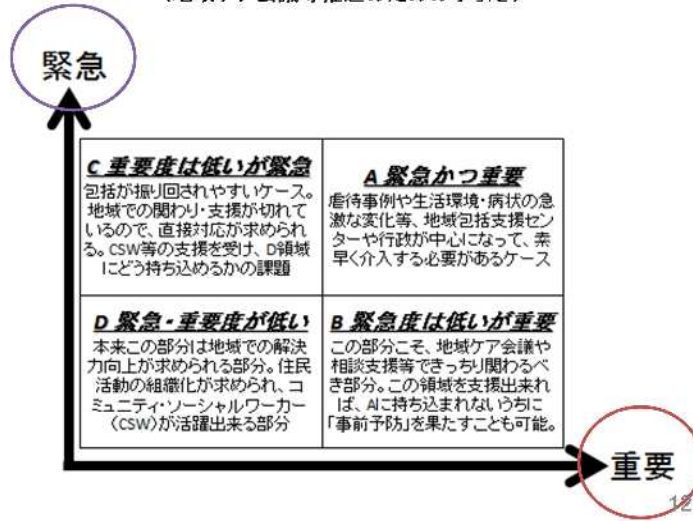 緊急
C 重要度は低いが緊急
包括が振り回されやすいケース。
地域での関わり・支援が切れて
いるので、直接対応が求められ
る。CSW等の支援を受け、D領域
にどう持ち込めるかの課題
A 緊急かつ重要
虐待事例や生活環境・病状の急
激な変化等、地域包括支援セン
ターや行政が中心になって、素
早く介入する必要があるケース
D 緊急・重要度が低い
本来この部分は地域での解決
力向上が求められる部分。住民
活動の組織化が求められ、コ
ミュニティ・ソーシャルワーカー
(CSW)が活躍出来る部分
B 緊急度は低いが重要
この部分こそ、地域ケア会議や
相談支援等できっちり関わるべ
き部分。この領域を支援出来れ
ば、Aに持ち込まれないうちに
「事前予防」を果たすことも可能。
重要
12